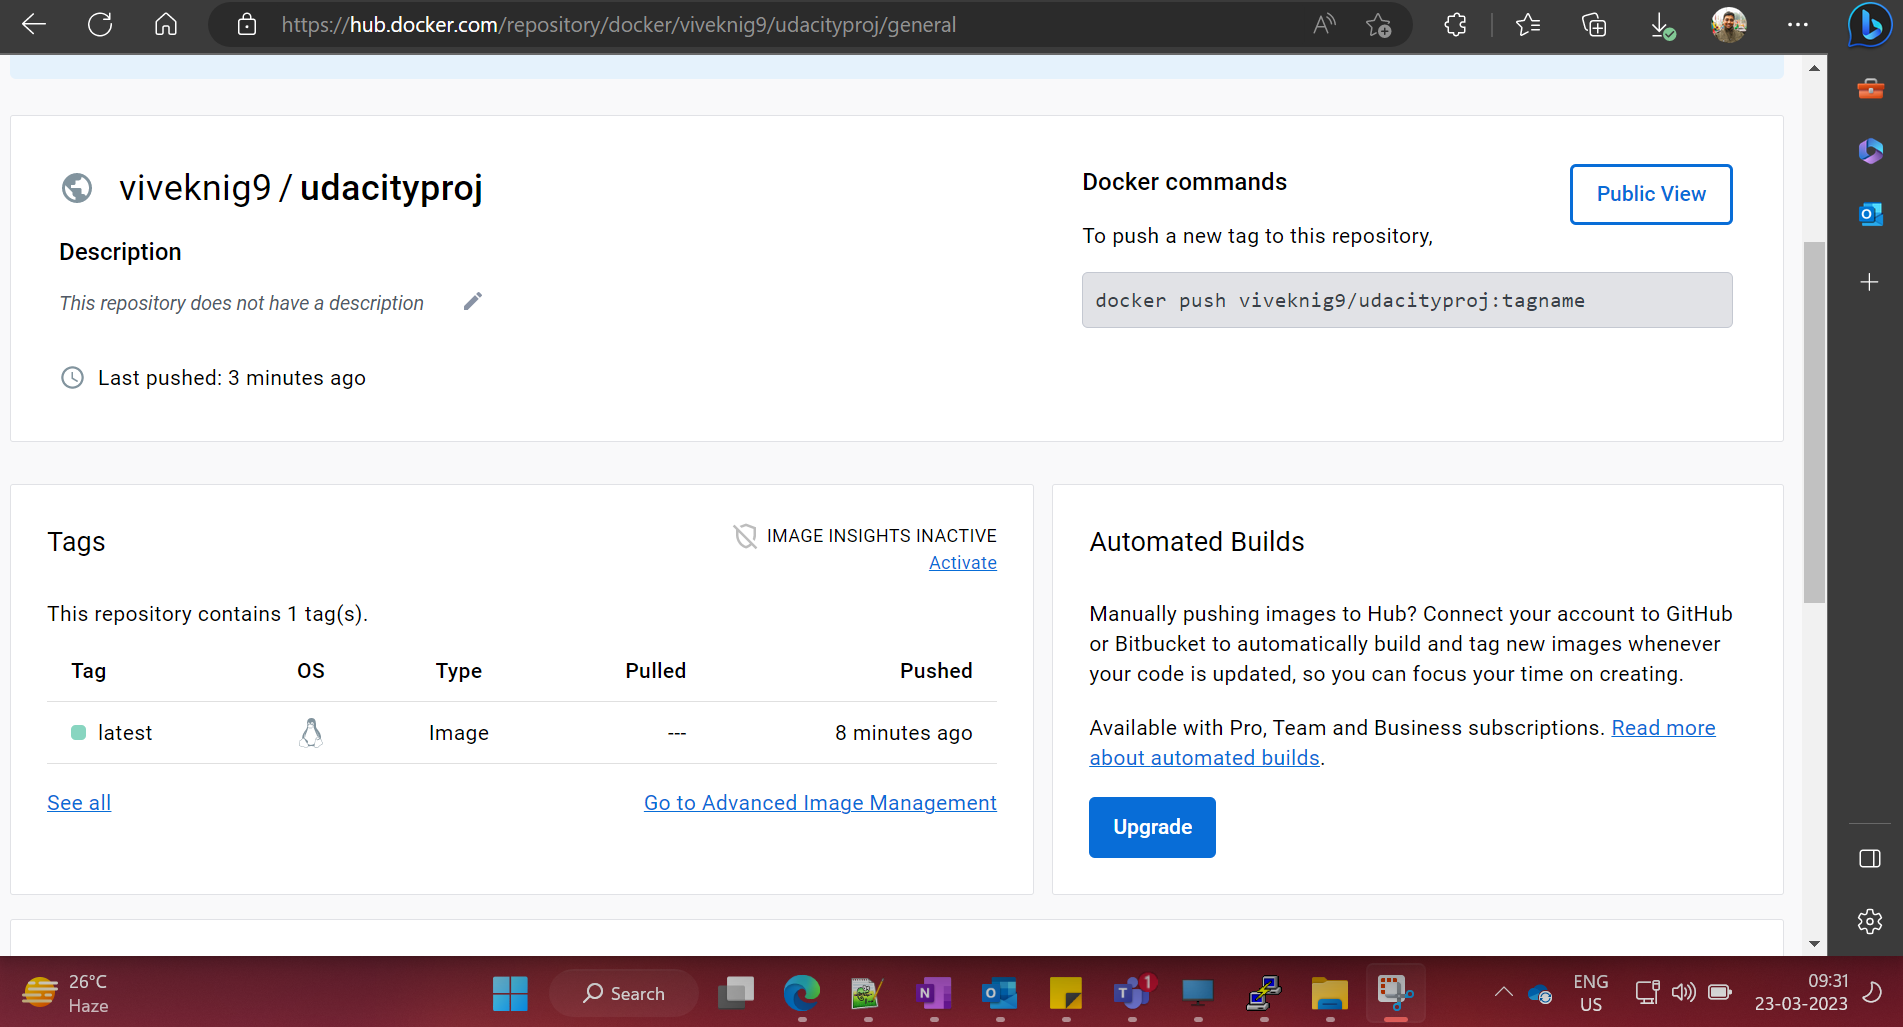 https://hub.docker.com/repository/docker/viveknig9/udacityproj/general
viveknig9 / udacityproj
Description
This repository does not have a description
Last pushed: 3 minutes ago
Docker commands
Public View
To push a new tag to this repository,
docker push viveknig9/udacityproj:tagname
Tags
IMAGE INSIGHTS INACTIVE
Activate
This repository contains 1 tag(s).
Tag OS Type Pulled Pushed
latest Image --- 8 minutes ago
See all
Go to Advanced Image Management
Automated Builds
Manually pushing images to Hub? Connect your account to GitHub
or Bitbucket to automatically build and tag new images whenever
your code is updated, so you can focus your time on creating.
Available with Pro, Team and Business subscriptions. Read more
about automated builds.
Upgrade
26°C
Haze
Search
1
ENG
US
09:31
23-03-2023